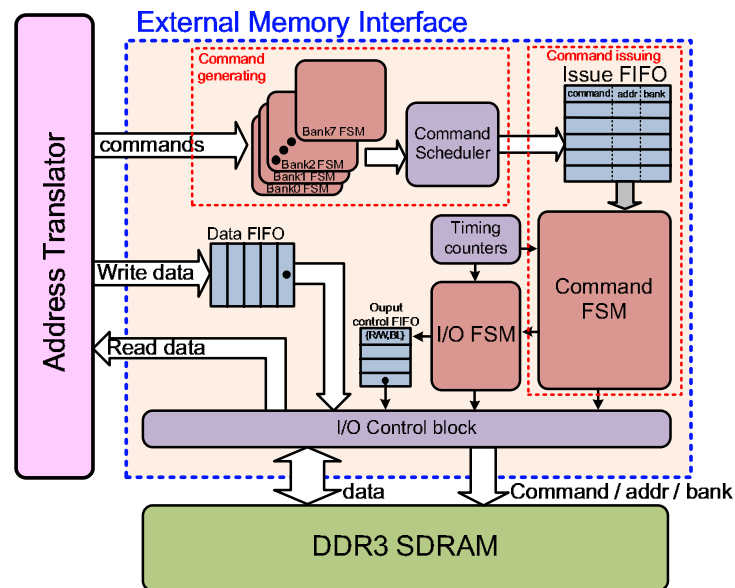 External Memory Interface
Command
generating
Command issuing
Issue FIFO
command addr bank
Bank7 FSM
Bank2 FSM
Bank1 FSM
Bank0 FSM
Command
Scheduler
commands
Address Translator
Data FIFO
Write data
Timing
counters
Command
FSM
Ouput
control FIFO
{R/W,BL}
I/O FSM
Read data
I/O Control block
data
Command / addr / bank
DDR3 SDRAM